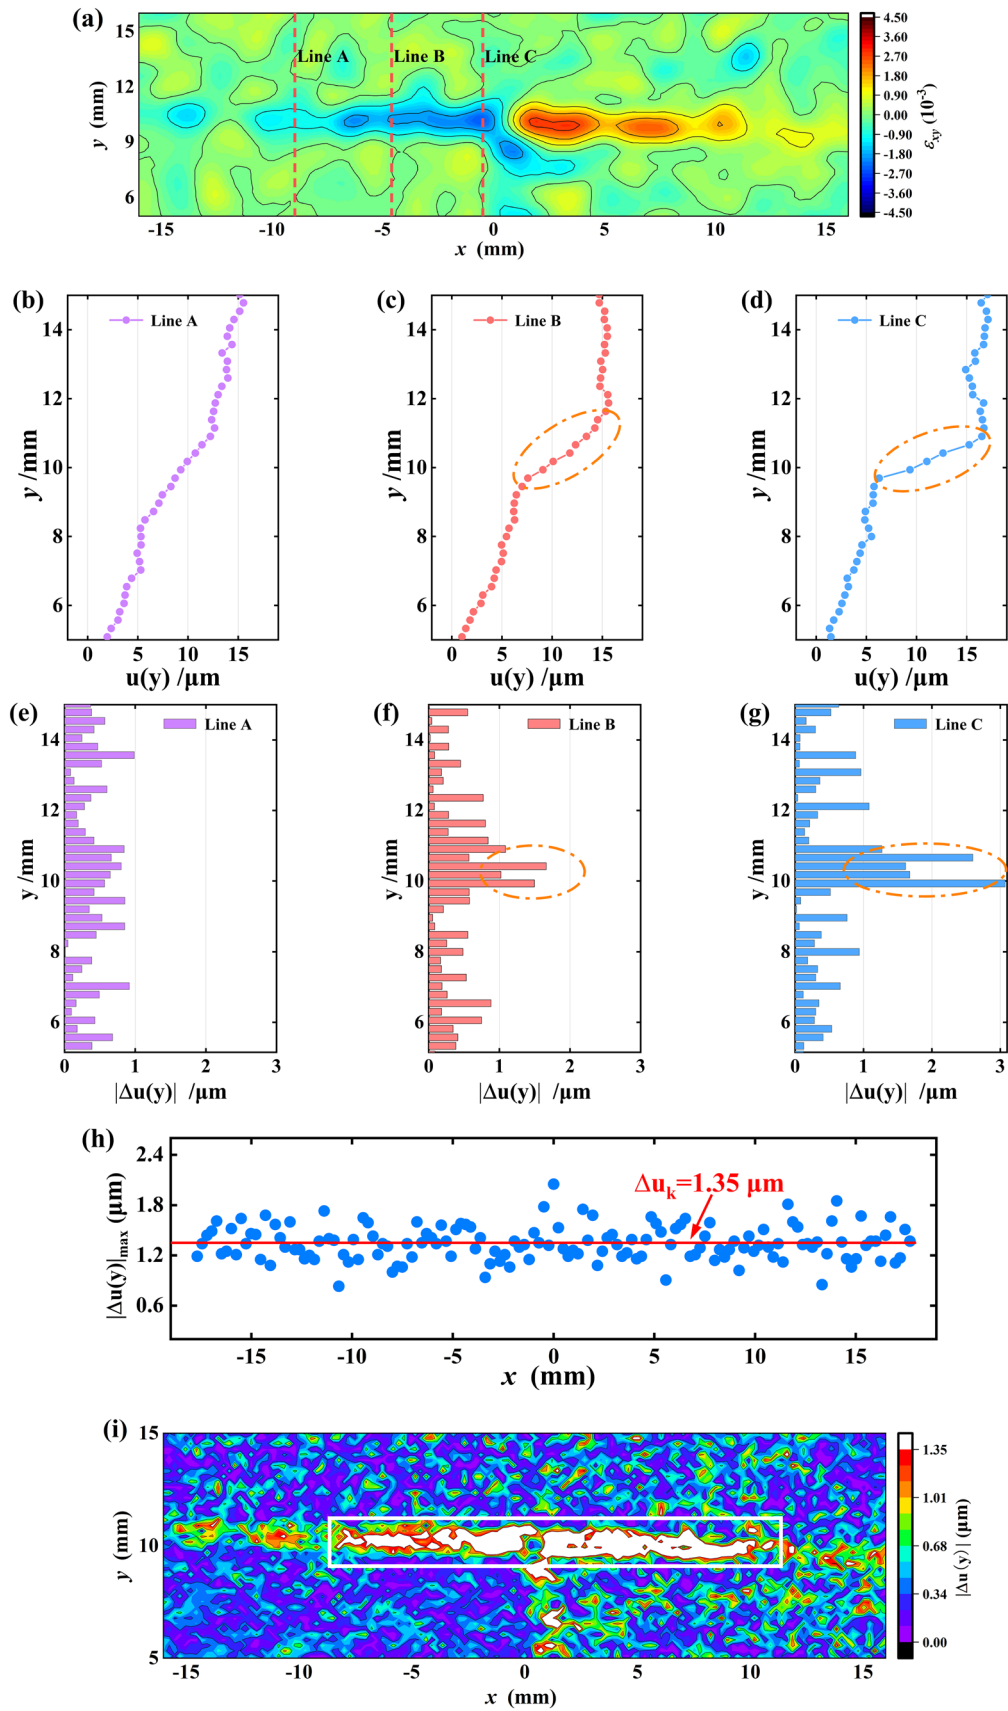 (a)
15
12
9
6
y (mm)
Line A
Line B
Line C
-15
-10
-5
0
5
10
15
x (mm)
4.50
3.60
2.70
1.80
0.90
0.00
-0.90
-1.80
-2.70
-3.60
-4.50
εxy (10-3)
(b)
14
12
10
8
6
y /mm
Line A
0 5 10 15
u(y) /μm
(c)
14
12
10
8
6
y /mm
Line B
0 5 10 15
u(y) /μm
(d)
14
12
10
8
6
y /mm
Line C
0 5 10 15
u(y) /μm
(e)
14
12
10
8
6
y /mm
Line A
0 1 2 3
|Δu(y)| /μm
(f)
14
12
10
8
6
y /mm
Line B
0 1 2 3
|Δu(y)| /μm
(g)
14
12
10
8
6
y /mm
Line C
0 1 2 3
|Δu(y)| /μm
(h)
2.4
1.8
1.2
0.6
|Δu(y)|max (μm)
Δuk=1.35 μm
-15 -10 -5 0 5 10 15
x (mm)
(i)
15
10
5
y (mm)
-15 -10 -5 0 5 10 15
x (mm)
1.35
1.01
0.68
0.34
0.00
|Δu(y)| (μm)